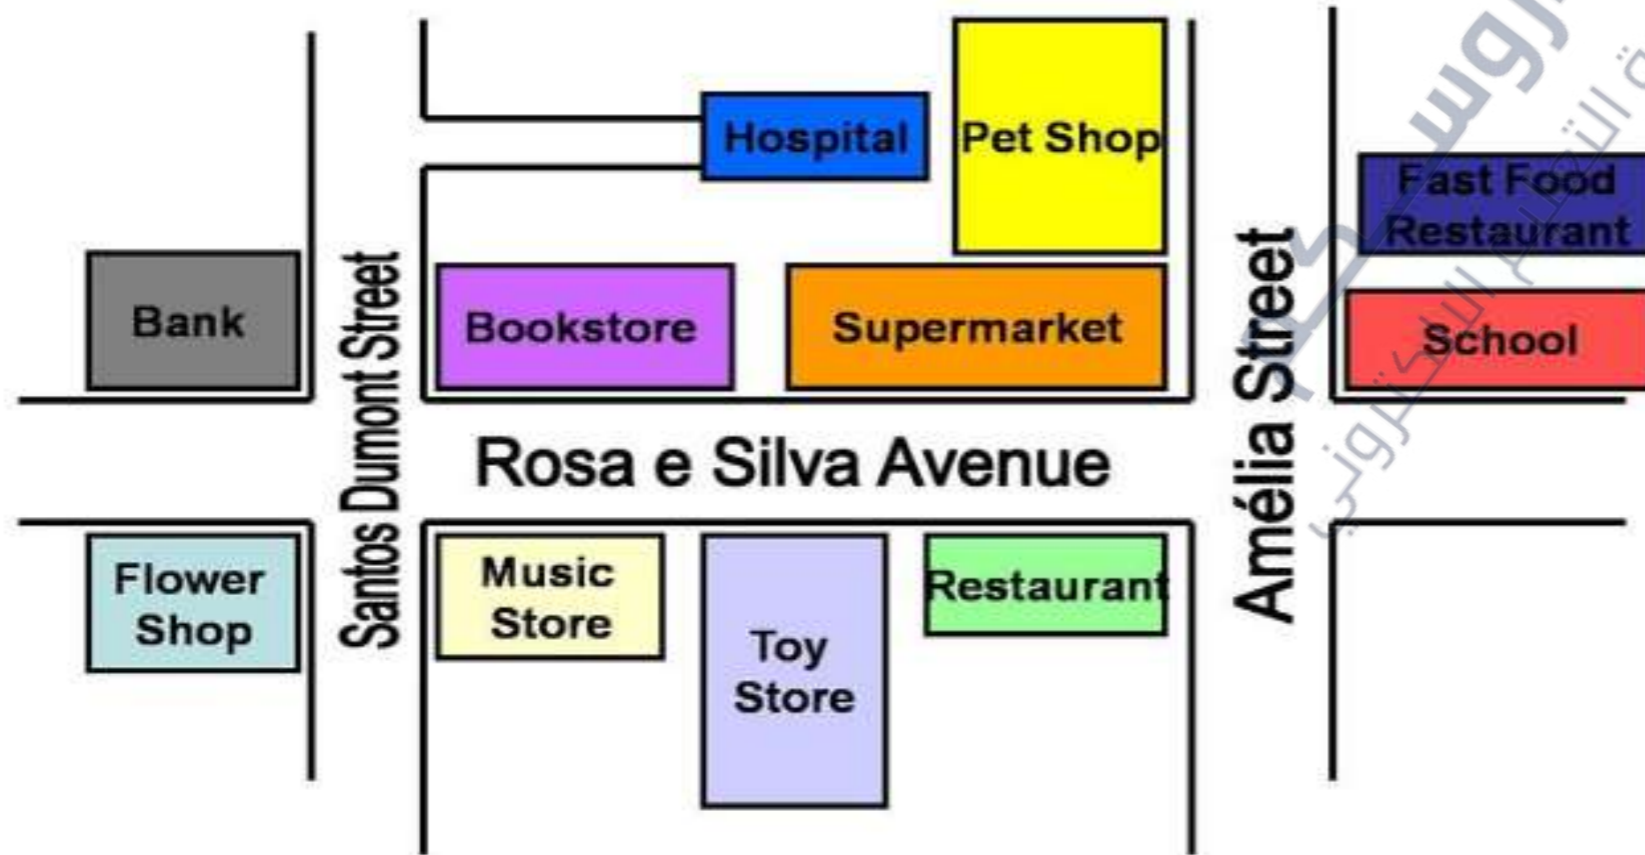 Hospital
Pet Shop
Fast Food
Restaurant
Bank
Bookstore
Supermarket
School
Santos Dumont Street
Rosa e Silva Avenue
Amélia Street
Flower
Shop
Music
Store
Toy
Store
Restaurant